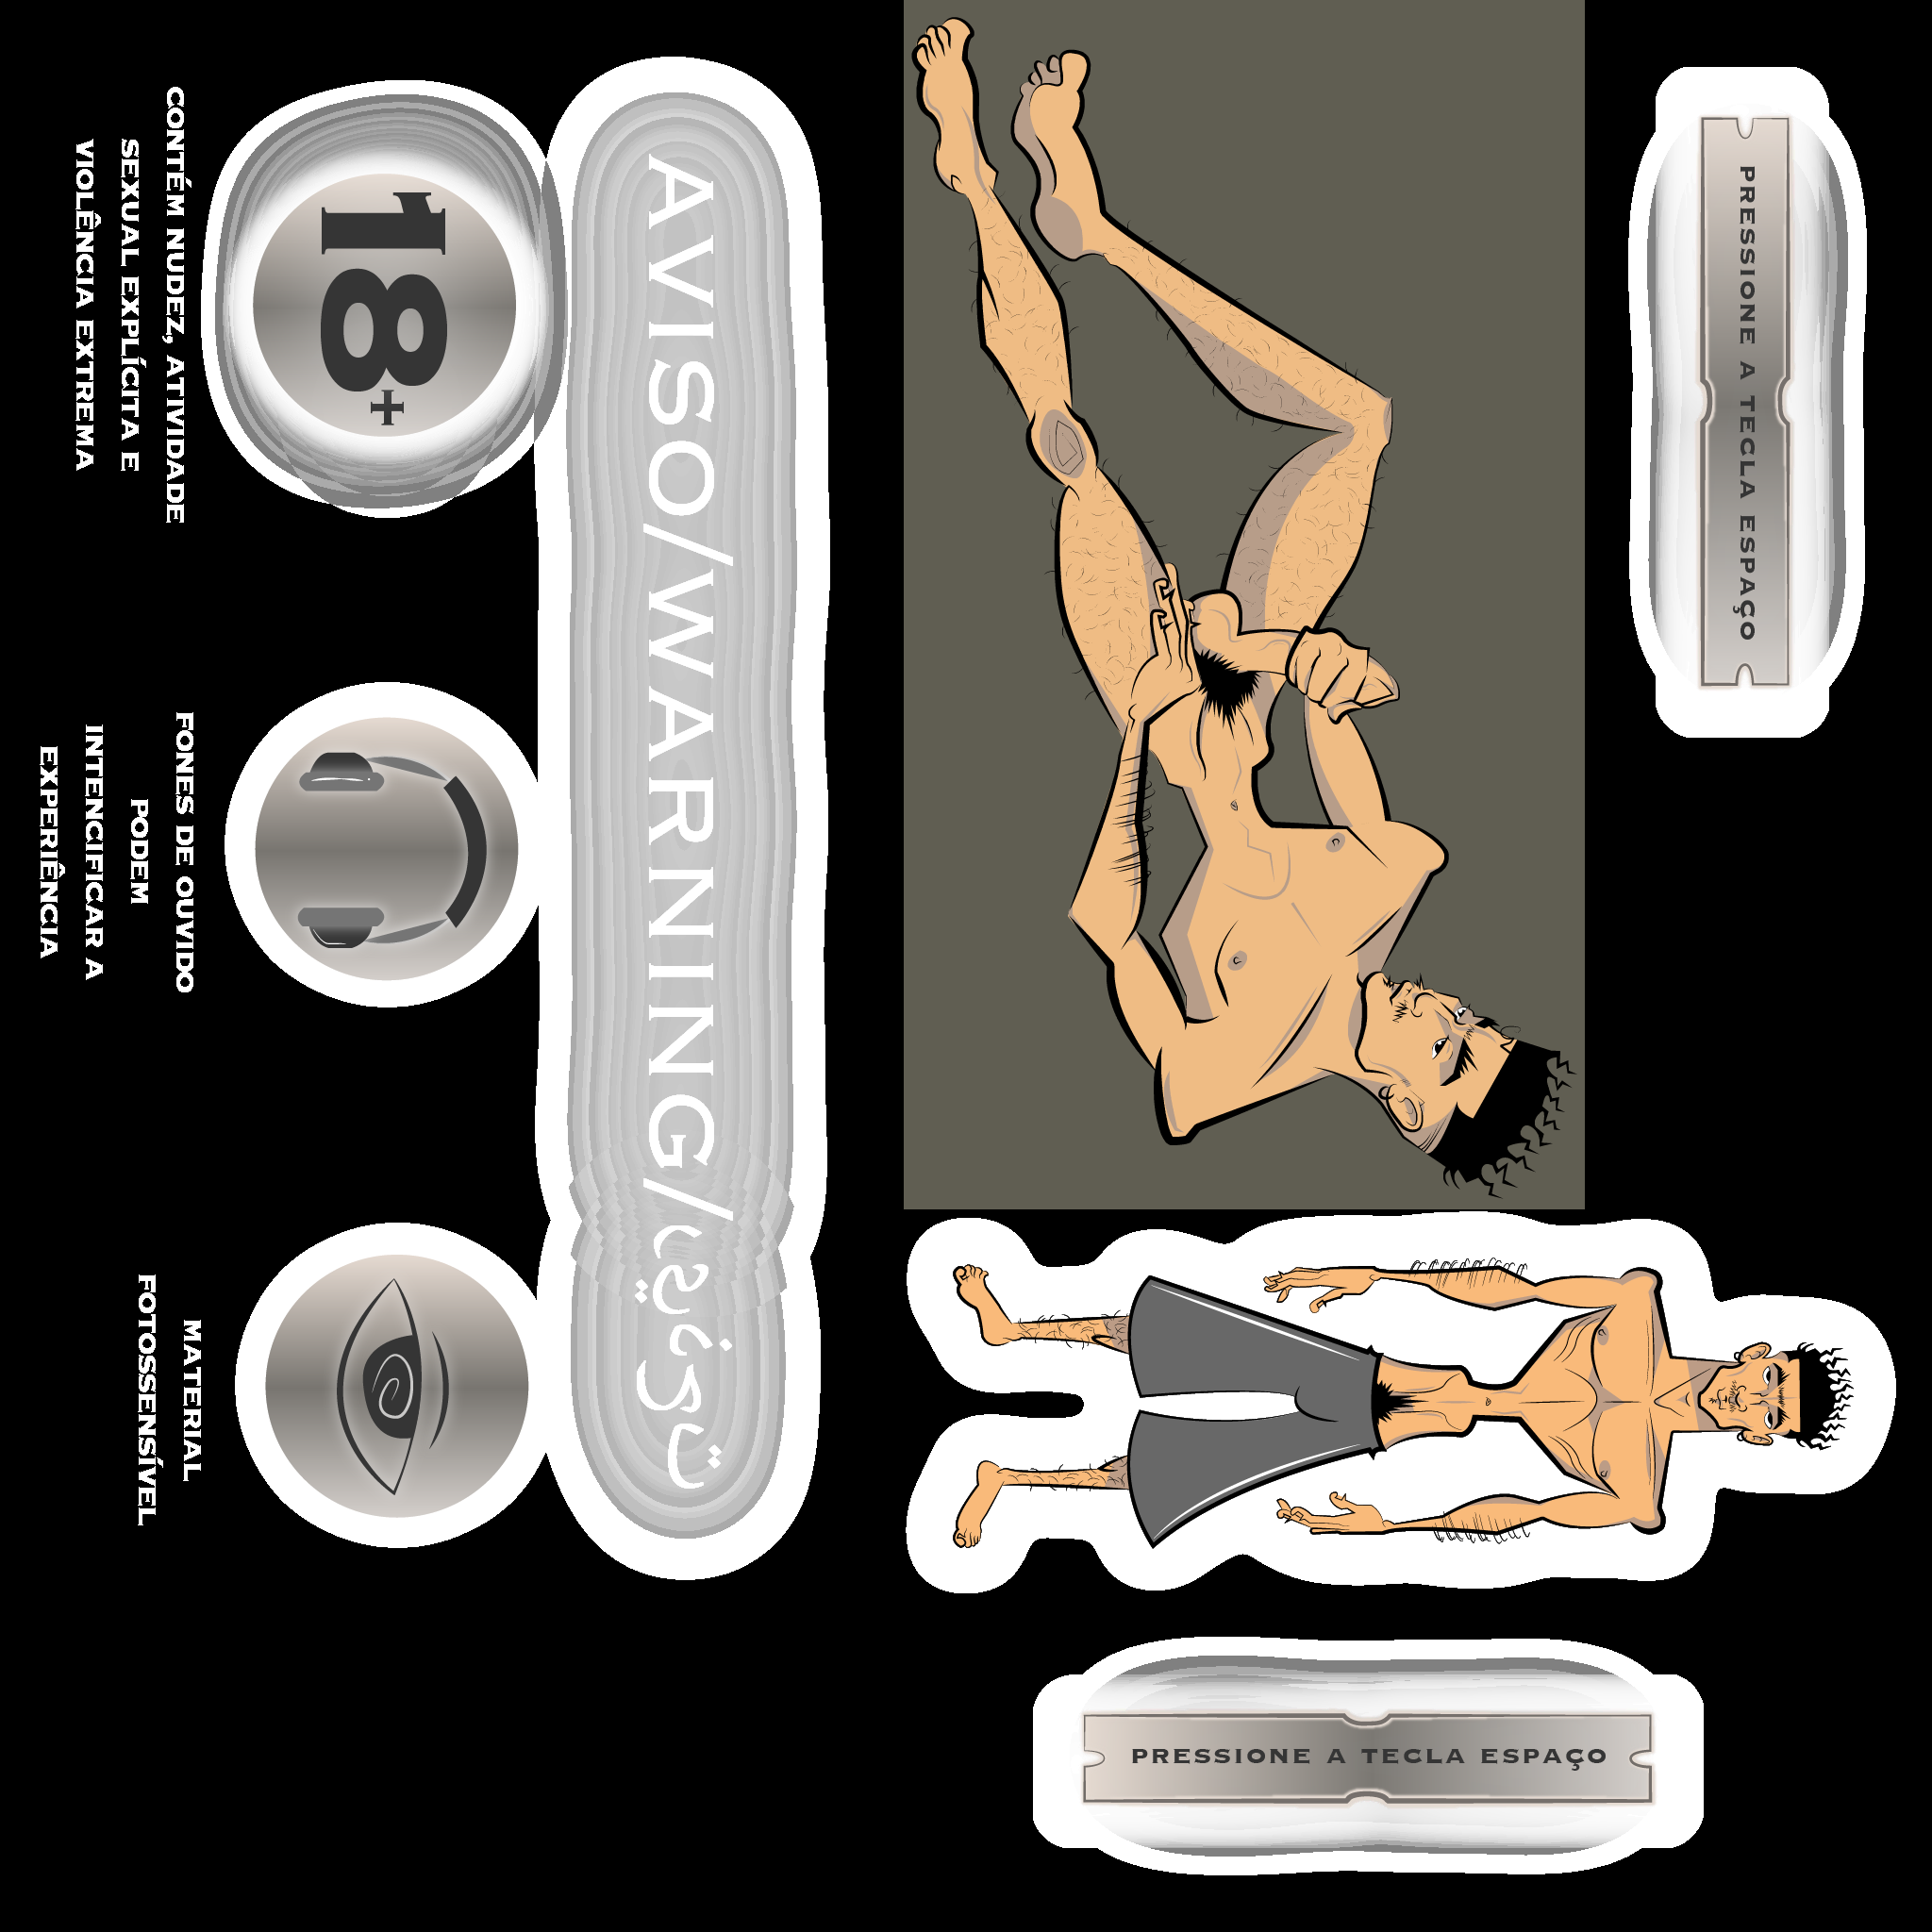 AVISO/WARNING/
18+
CONTÉM NUDEZ, ATIVIDADE
SEXUAL EXPLÍCITA E
VIOLÊNCIA EXTREMA
FONES DE OUVIDO
PODEM
INTENCIFICAR A
EXPERIÊNCIA
MATERIAL
FOTOSSENSÍVEL
PRESSIONE A TECLA ESPAÇO
PRESSIONE A TECLA ESPAÇO